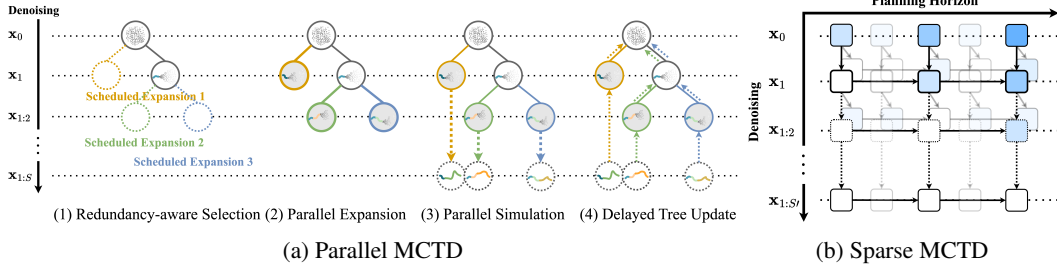 Denoising
x0
x1
x1:2
x1:S
Scheduled Expansion 1
Scheduled Expansion 2
Scheduled Expansion 3
(1) Redundancy-aware Selection
(2) Parallel Expansion
(3) Parallel Simulation
(4) Delayed Tree Update
(a) Parallel MCTD
Planning Horizon
Denoising
x0
x1
x1:2
x1:S′
(b) Sparse MCTD